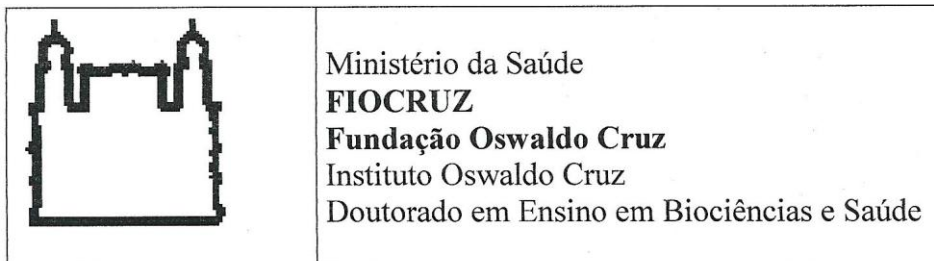 Ministério da Saúde
FIOCRUZ
Fundação Oswaldo Cruz
Instituto Oswaldo Cruz
Doutorado em Ensino em Biociências e Saúde